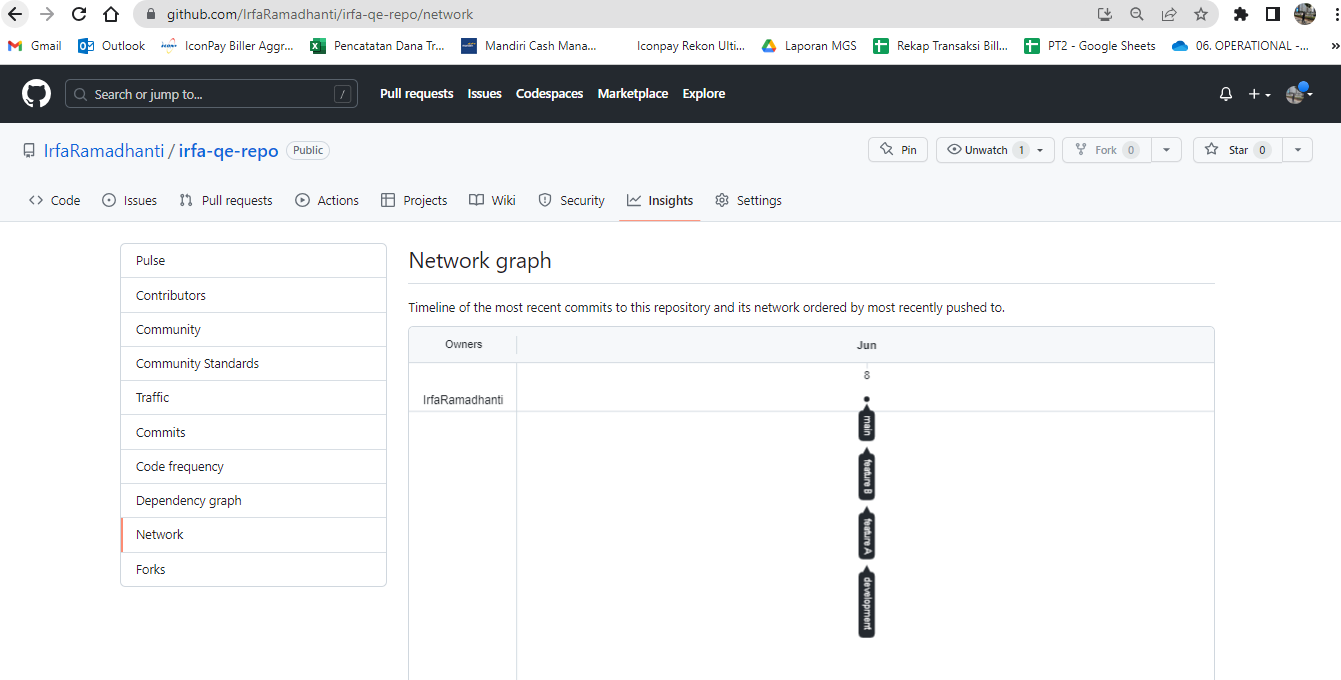 github.com/IrfaRamadhanti/irfa-qe-repo/network
Gmail Outlook IconPay Biller Aggr... Pencatatan Dana Tr... Mandiri Cash Mana... Iconpay Rekon Ulti... Laporan MGS Rekap Transaksi Bill... PT2 - Google Sheets 06. OPERATIONAL -... »
Search or jump to... / Pull requests Issues Codespaces Marketplace Explore
IrfaRamadhanti / irfa-qe-repo Public Pin Unwatch 1 Fork 0 Star 0
Code Issues Pull requests Actions Projects Wiki Security Insights Settings
Pulse
Contributors
Community
Community Standards
Traffic
Commits
Code frequency
Dependency graph
Network
Forks
Network graph
Timeline of the most recent commits to this repository and its network ordered by most recently pushed to.
Owners Jun
8
IrfaRamadhanti
main
feature B
feature A
development